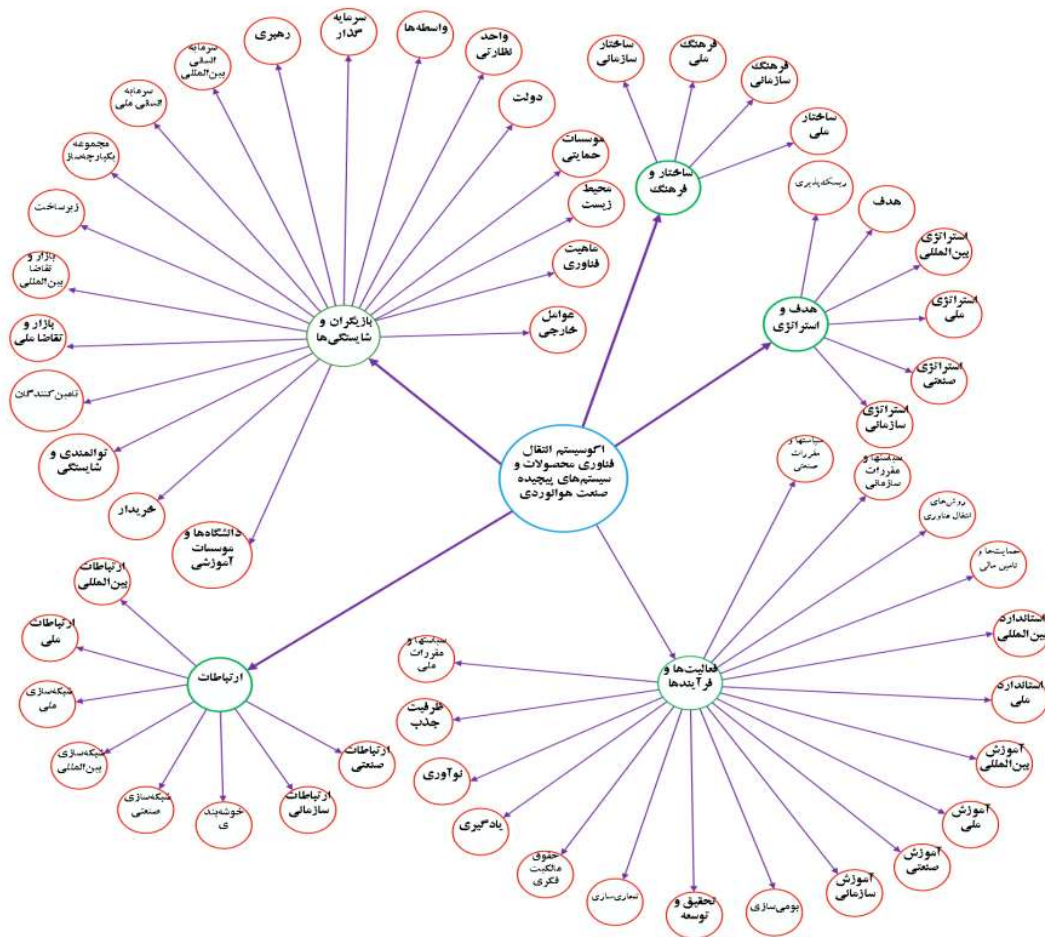 سرمایه
گذار
واسطه‌ها
واحد
نظارتی
رهبری
سرمایه
انسانی
بین‌المللی
سرمایه
انسانی ملی
دولت
مجموعه
یکپارچه‌ساز
موسسات
حمایتی
محیط
زیست
زیرساخت
ماهیت
فناوری
بازار و
تقاضا
بین‌المللی
عوامل
خارجی
بازار و
تقاضا ملی
بازیگران و
شایستگی‌ها
تامین‌کنندگان
توانمندی و
شایستگی
خریدار
دانشگاه‌ها و
موسسات
آموزشی
ساختار
سازمانی
فرهنگ
ملی
فرهنگ
سازمانی
ساختار
ملی
ساختار و
فرهنگ
ریسک‌پذیری
هدف
استراتژی
بین‌المللی
استراتژی
ملی
استراتژی
صنعتی
استراتژی
سازمانی
هدف و
استراتژی
اکوسیستم انتقال
فناوری محصولات و
سیستم‌های پیچیده
صنعت هوانوردی
سیاستها و
مقررات
صنعتی
سیاستها و
مقررات
سازمانی
روش‌های
انتقال فناوری
حمایت‌ها و
تامین مالی
استاندارد
بین‌المللی
استاندارد
ملی
آموزش
بین‌المللی
آموزش
ملی
آموزش
صنعتی
آموزش
سازمانی
بومی‌سازی
تحقیق و
توسعه
تجاری‌سازی
حقوق
مالکیت
فکری
یادگیری
نوآوری
ظرفیت
جذب
سیاستها و
مقررات
ملی
فعالیت‌ها و
فرآیندها
ارتباطات
بین‌المللی
ارتباطات
ملی
شبکه‌سازی
ملی
شبکه‌سازی
بین‌المللی
شبکه‌سازی
صنعتی
خوشه‌بند
ی
ارتباطات
سازمانی
ارتباطات
صنعتی
ارتباطات